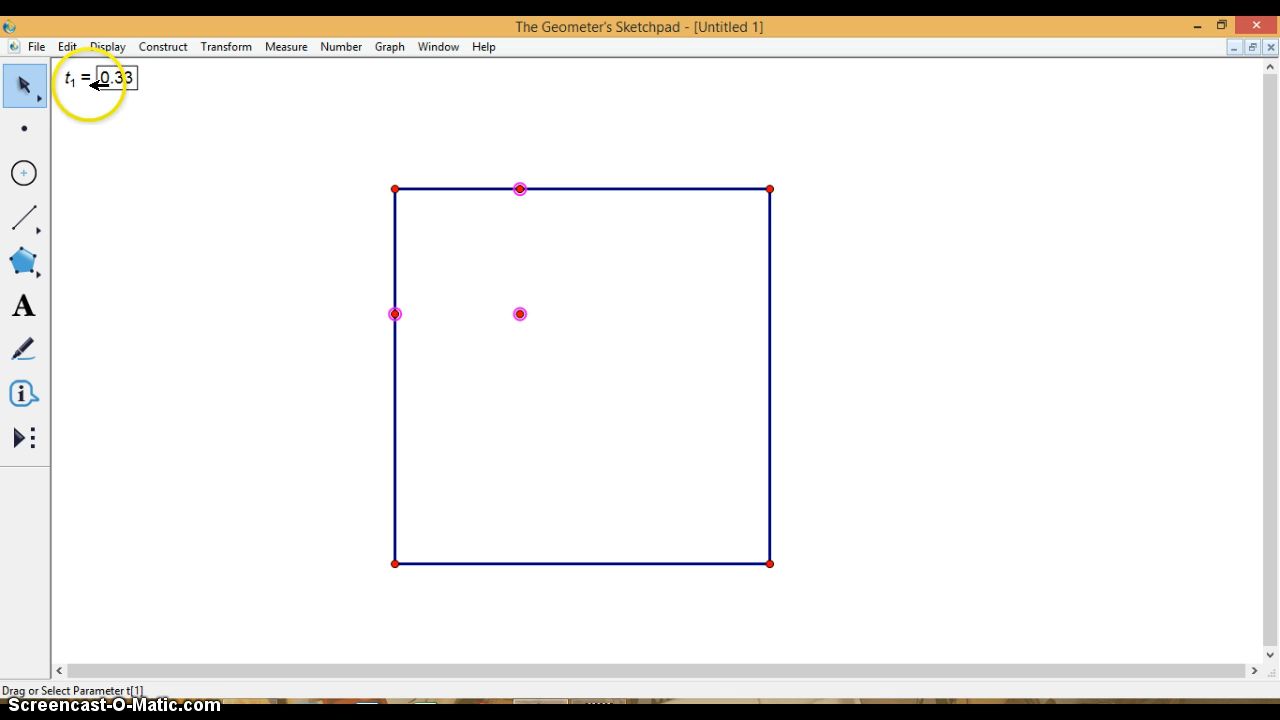 The Geometer's Sketchpad - [Untitled 1]
File Edit Display Construct Transform Measure Number Graph Window Help
t1 = 0.33
A
Drag or Select Parameter t[1]
Screencast-O-Matic.com